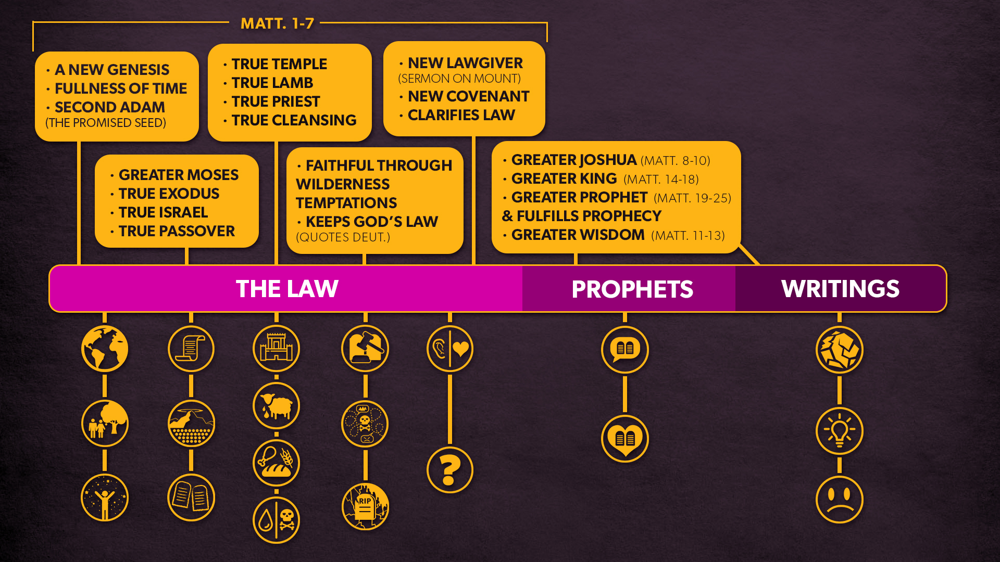 MATT. 1-7
· A NEW GENESIS
· FULLNESS OF TIME
· SECOND ADAM
(THE PROMISED SEED)
· TRUE TEMPLE
· TRUE LAMB
· TRUE PRIEST
· TRUE CLEANSING
· NEW LAWGIVER
(SERMON ON MOUNT)
· NEW COVENANT
· CLARIFIES LAW
· GREATER MOSES
· TRUE EXODUS
· TRUE ISRAEL
· TRUE PASSOVER
· FAITHFUL THROUGH
WILDERNESS
TEMPTATIONS
· KEEPS GOD'S LAW
(QUOTES DEUT.)
· GREATER JOSHUA (MATT. 8-10)
· GREATER KING (MATT. 14-18)
· GREATER PROPHET (MATT. 19-25)
& FULFILLS PROPHECY
· GREATER WISDOM (MATT. 11-13)
THE LAW
PROPHETS
WRITINGS
?
RIP